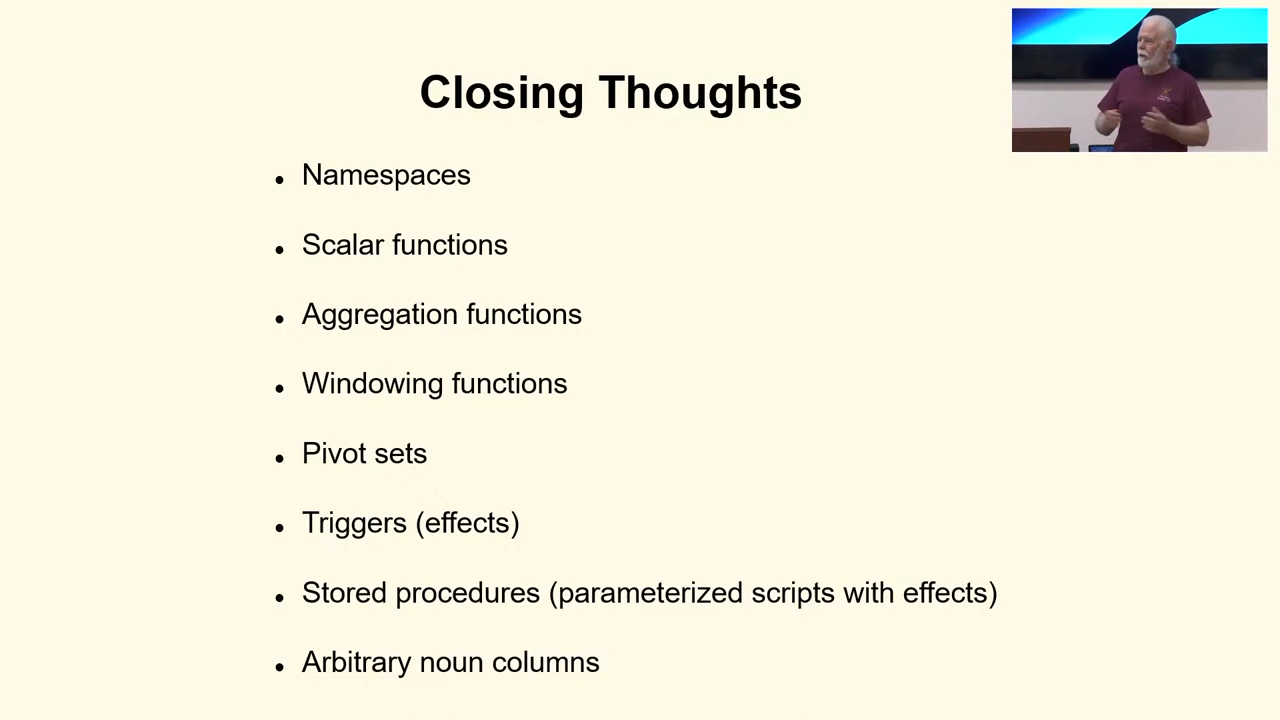 Closing Thoughts
• Namespaces
• Scalar functions
• Aggregation functions
• Windowing functions
• Pivot sets
• Triggers (effects)
• Stored procedures (parameterized scripts with effects)
• Arbitrary noun columns